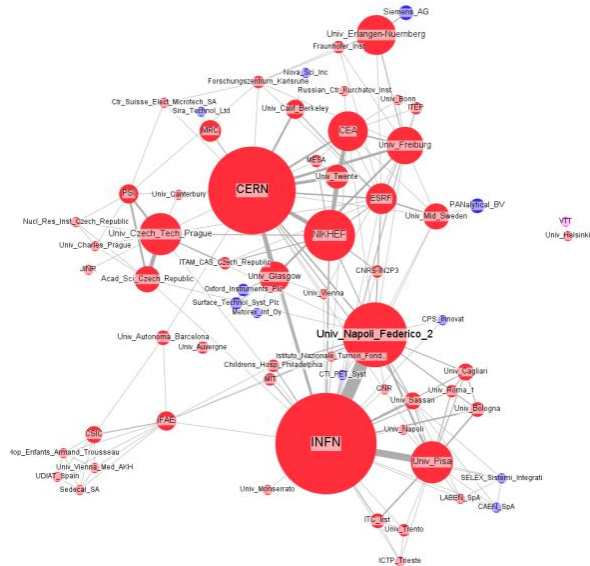 Siemens_AG
Univ_Erlangen-Nuernberg
Fraunhofer_Inst
Nova_Sci_Inc
Forschungszentrum_Karlsruhe
Russian_Ctr_Kurchatov_Inst
Univ_Bonn
Ctr_Suisse_Elect_Microtech_SA
Univ_Calif_Berkeley
ITEP
Sira_Technol_Ltd
MRC
CEA
Univ_Freiburg
MESA
Univ_Twente
CERN
PSI
Univ_Canterbury
ESRF
PANalytical_BV
Univ_Mid_Sweden
Nucl_Res_Inst_Czech_Republic
VTT
Univ_Czech_Tech_Prague
NIKHEF
Univ_Helsinki
Univ_Charles_Prague
ITAM_CAS_Czech_Republic
JINR
CNRS-IN2P3
Acad_Sci_Czech_Republic
Univ_Glasgow
Oxford_Instruments_Plc
Univ_Vienna
Surface_Technol_Syst_Plc
Metorex_Int_Oy
CPS_Innovat
Univ_Autonoma_Barcelona
Univ_Napoli_Federico_2
Univ_Auvergne
Istituto_Nazionale_Tumori_Fond...
Childrens_Hosp_Philadelphia
Univ_Cagliari
CTI_PET_Syst
MIT
CNR
Univ_Roma_1
Univ_Sassari
Univ_Bologna
IFAE
Univ_Napoli
CSIC
INFN
Hop_Enfants_Armand_Trousseau
Univ_Pisa
Univ_Vienna_Med_AKH
UDIAT_Spain
SELEX_Sistemi_Integrati
Sedecal_SA
Univ_Monserrato
LABEN_SpA
CAEN_SpA
ITC_Irst
Univ_Trento
ICTP_Trieste